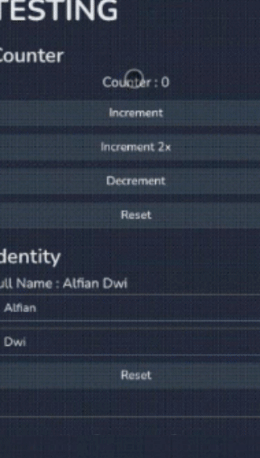 TESTING
Counter
Counter : 0
Increment
Increment 2x
Decrement
Reset
dentity
ull Name : Alfian Dwi
Alfian
Dwi
Reset